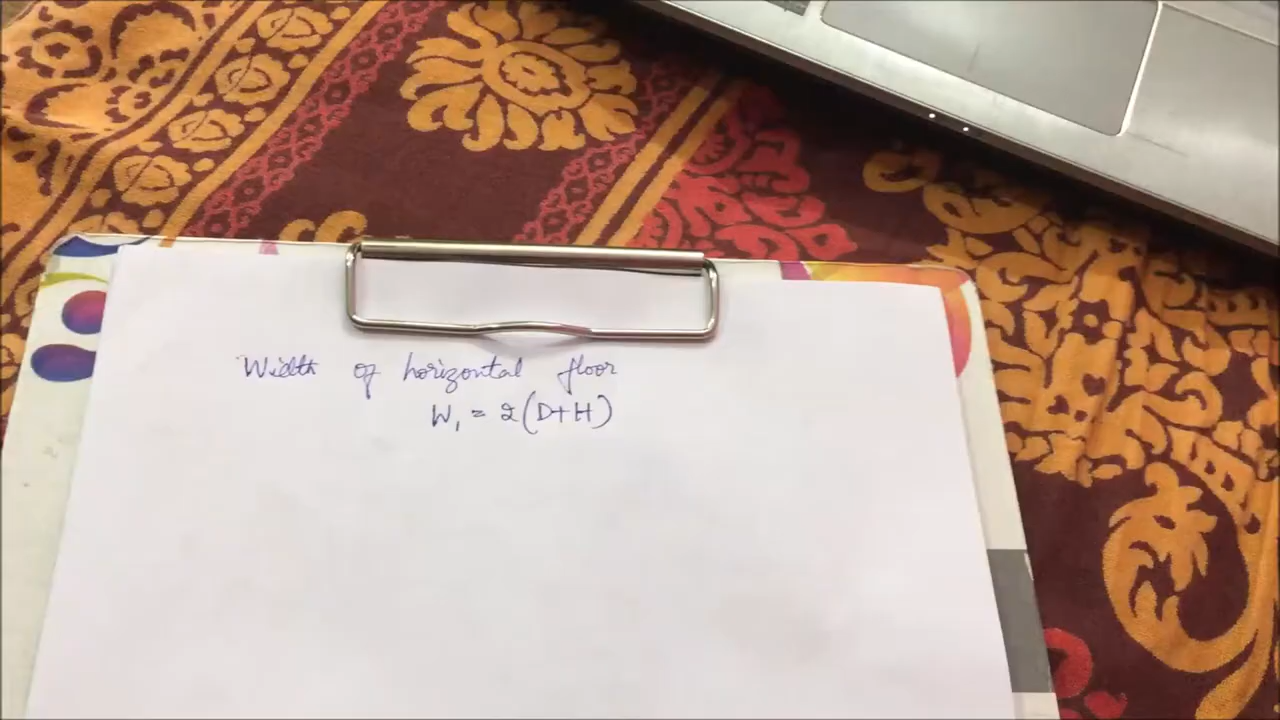 Width of horizontal floor
W₁ = 2(D+H)